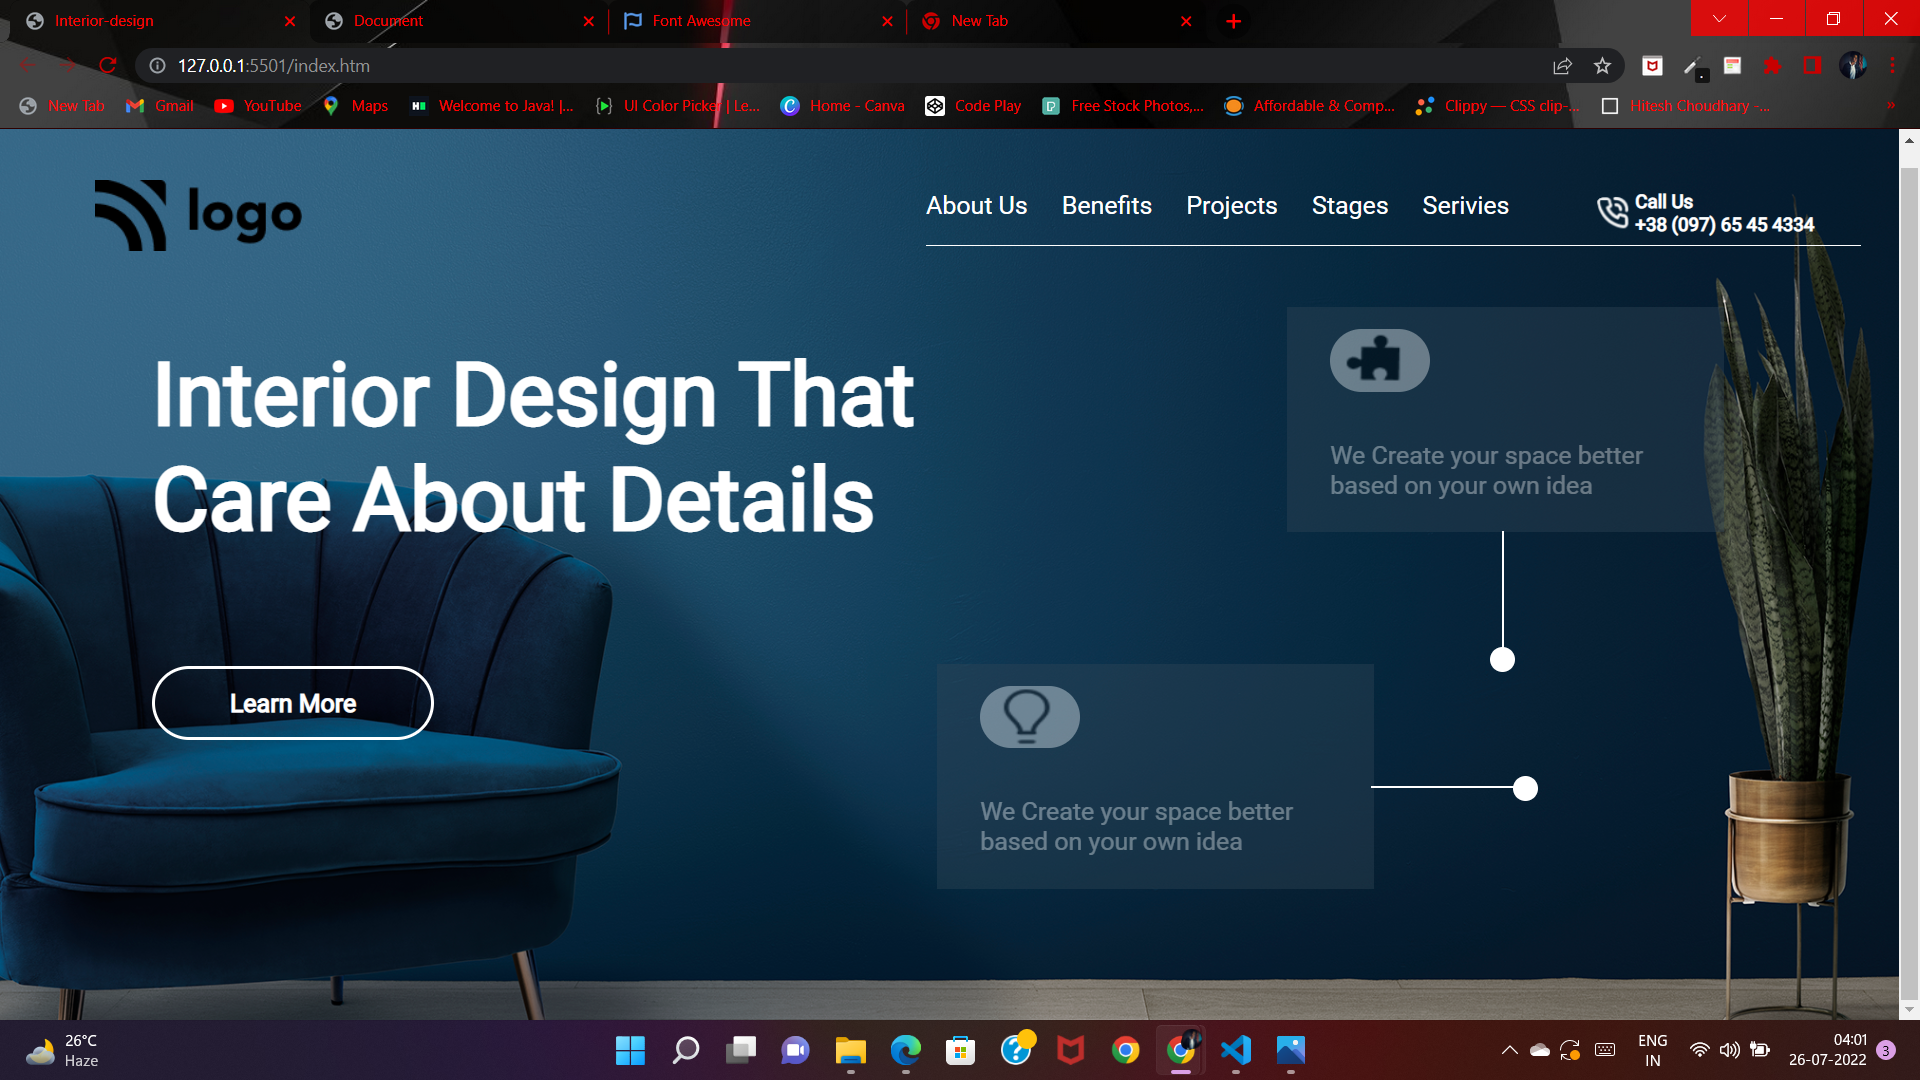 Interior-design
Document
Font Awesome
New Tab
127.0.0.1:5501/index.htm
New Tab
Gmail
YouTube
Maps
Welcome to Java! |...
UI Color Picker | Le...
Home - Canva
Code Play
Free Stock Photos,...
Affordable & Comp...
Clippy — CSS clip-...
Hitesh Choudhary -...
»
logo
About Us
Benefits
Projects
Stages
Serivies
Call Us
+38 (097) 65 45 4334
Interior Design That
Care About Details
We Create your space better
based on your own idea
Learn More
We Create your space better
based on your own idea
26°C
Haze
ENG
IN
04:01
26-07-2022
3